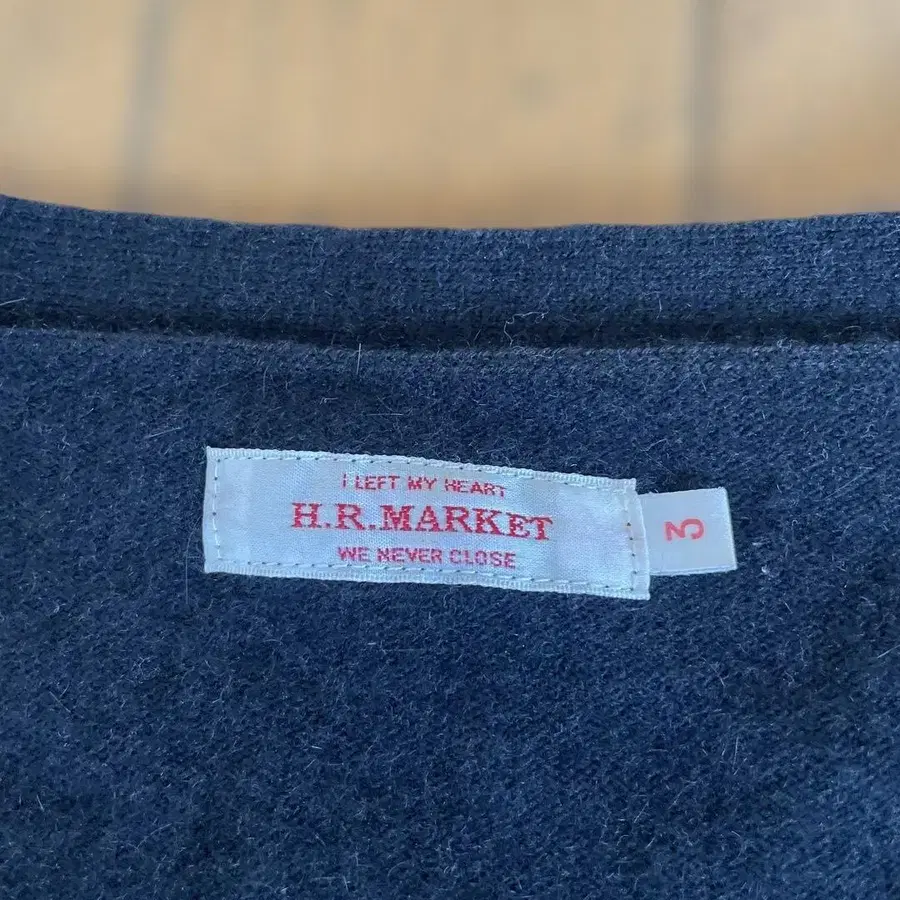 I LEFT MY HEART
H.R.MARKET
WE NEVER CLOSE
3